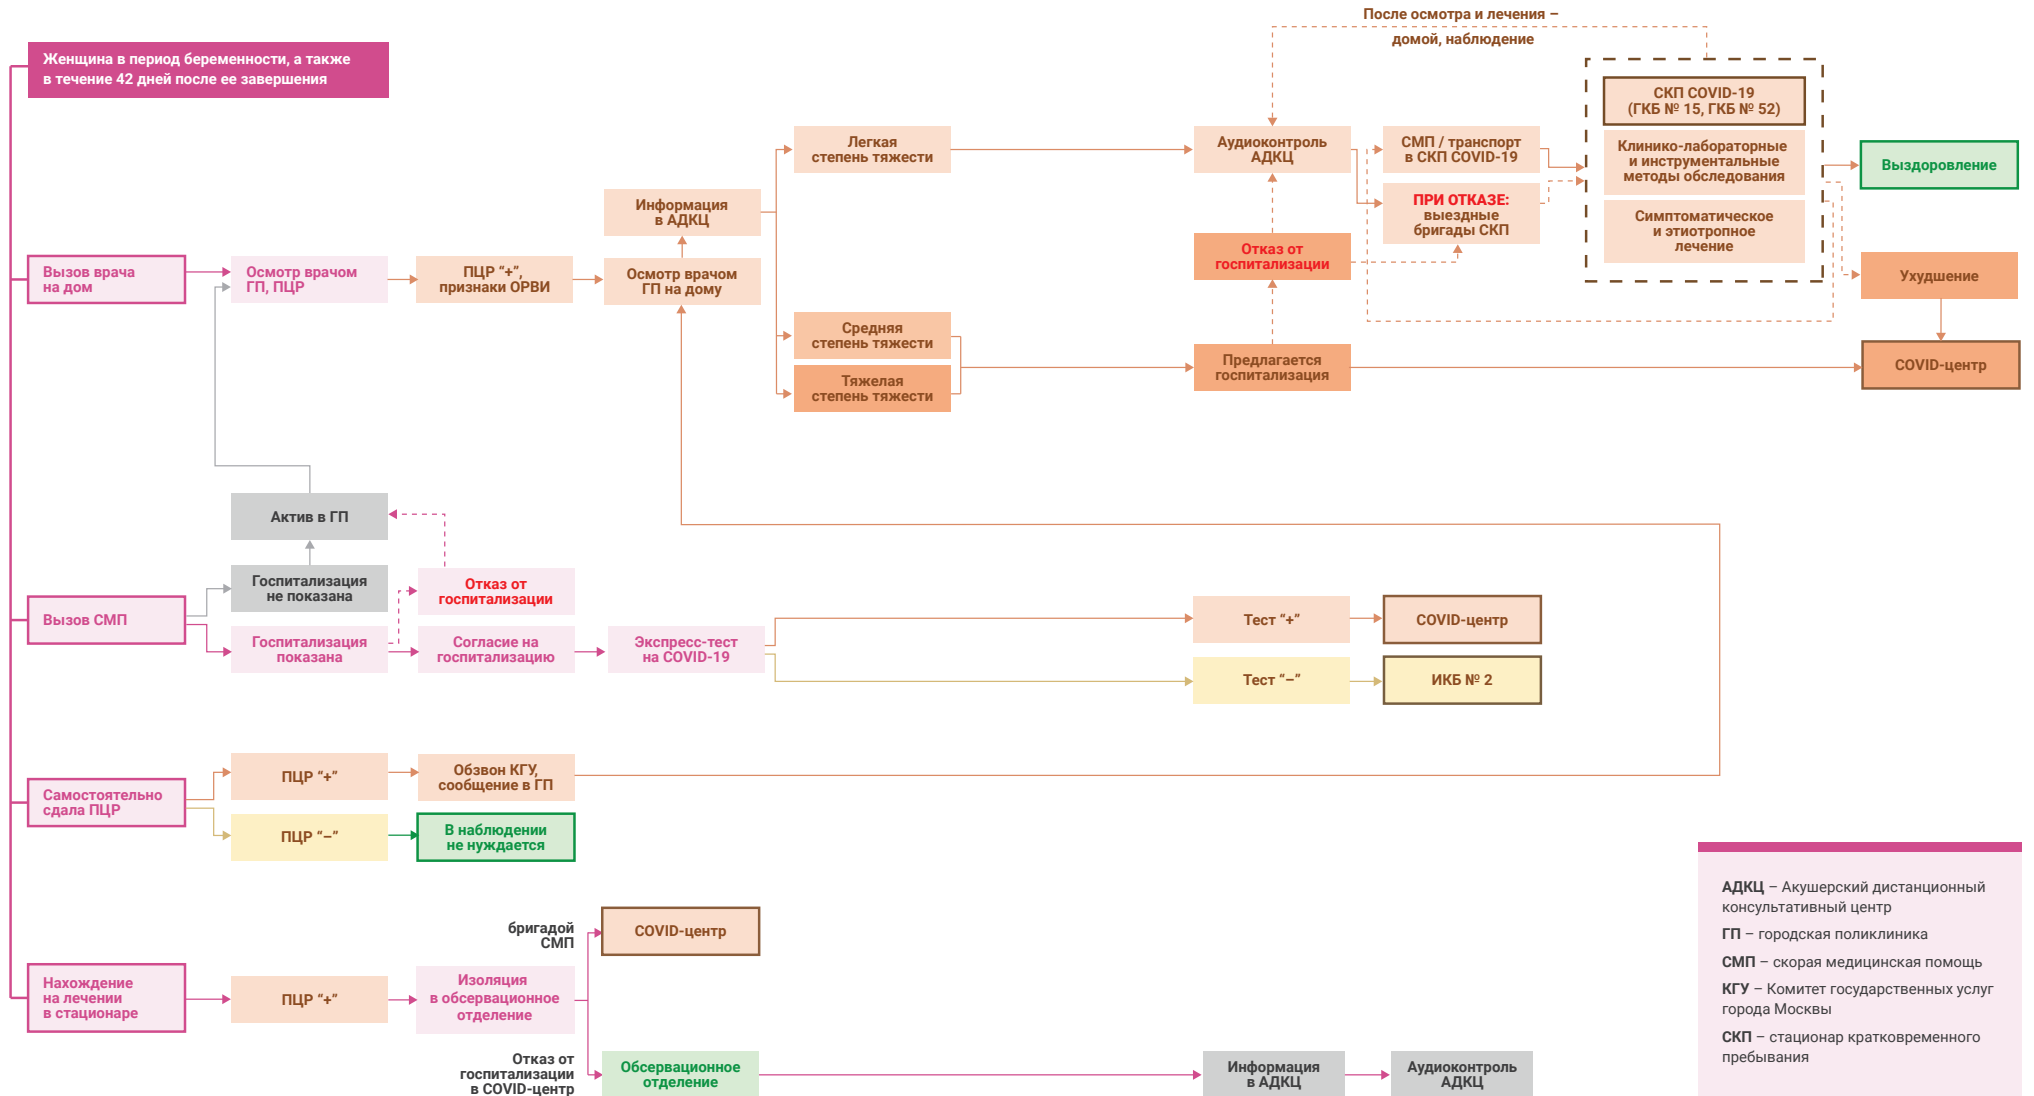 После осмотра и лечения –
домой, наблюдение
Женщина в период беременности, а также
в течение 42 дней после ее завершения
СКП COVID-19
(ГКБ № 15, ГКБ № 52)
Легкая
степень тяжести
Аудиоконтроль
АДКЦ
СМП / транспорт
в СКП COVID-19
Клинико-лабораторные
и инструментальные
методы обследования
Выздоровление
Информация
в АДКЦ
ПРИ ОТКАЗЕ:
выездные
бригады СКП
Симптоматическое
и этиотропное
лечение
Вызов врача
на дом
Осмотр врачом
ГП, ПЦР
ПЦР “+”,
признаки ОРВИ
Осмотр врачом
ГП на дому
Отказ от
госпитализации
Ухудшение
Средняя
степень тяжести
Тяжелая
степень тяжести
Предлагается
госпитализация
COVID-центр
Актив в ГП
Госпитализация
не показана
Отказ от
госпитализации
Вызов СМП
Госпитализация
показана
Согласие на
госпитализацию
Экспресс-тест
на COVID-19
Тест “+”
COVID-центр
Тест “–”
ИКБ № 2
Самостоятельно
сдала ПЦР
ПЦР “+”
Обзвон КГУ,
сообщение в ГП
ПЦР “–”
В наблюдении
не нуждается
Нахождение
на лечении
в стационаре
ПЦР “+”
Изоляция
в обсервационное
отделение
бригадой
СМП
COVID-центр
Отказ от
госпитализации
в COVID-центр
Обсервационное
отделение
Информация
в АДКЦ
Аудиоконтроль
АДКЦ
АДКЦ – Акушерский дистанционный
консультативный центр
ГП – городская поликлиника
СМП – скорая медицинская помощь
КГУ – Комитет государственных услуг
города Москвы
СКП – стационар кратковременного
пребывания